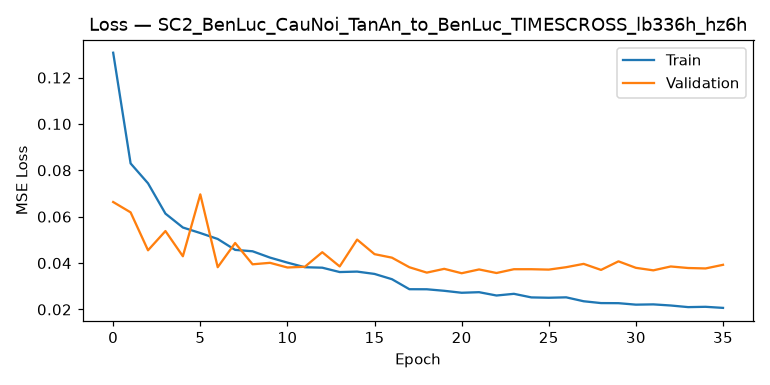 Loss — SC2_BenLuc_CauNoi_TanAn_to_BenLuc_TIMESCROSS_lb336h_hz6h
Train
Validation
MSE Loss
0.12
0.10
0.08
0.06
0.04
0.02
0 5 10 15 20 25 30 35
Epoch